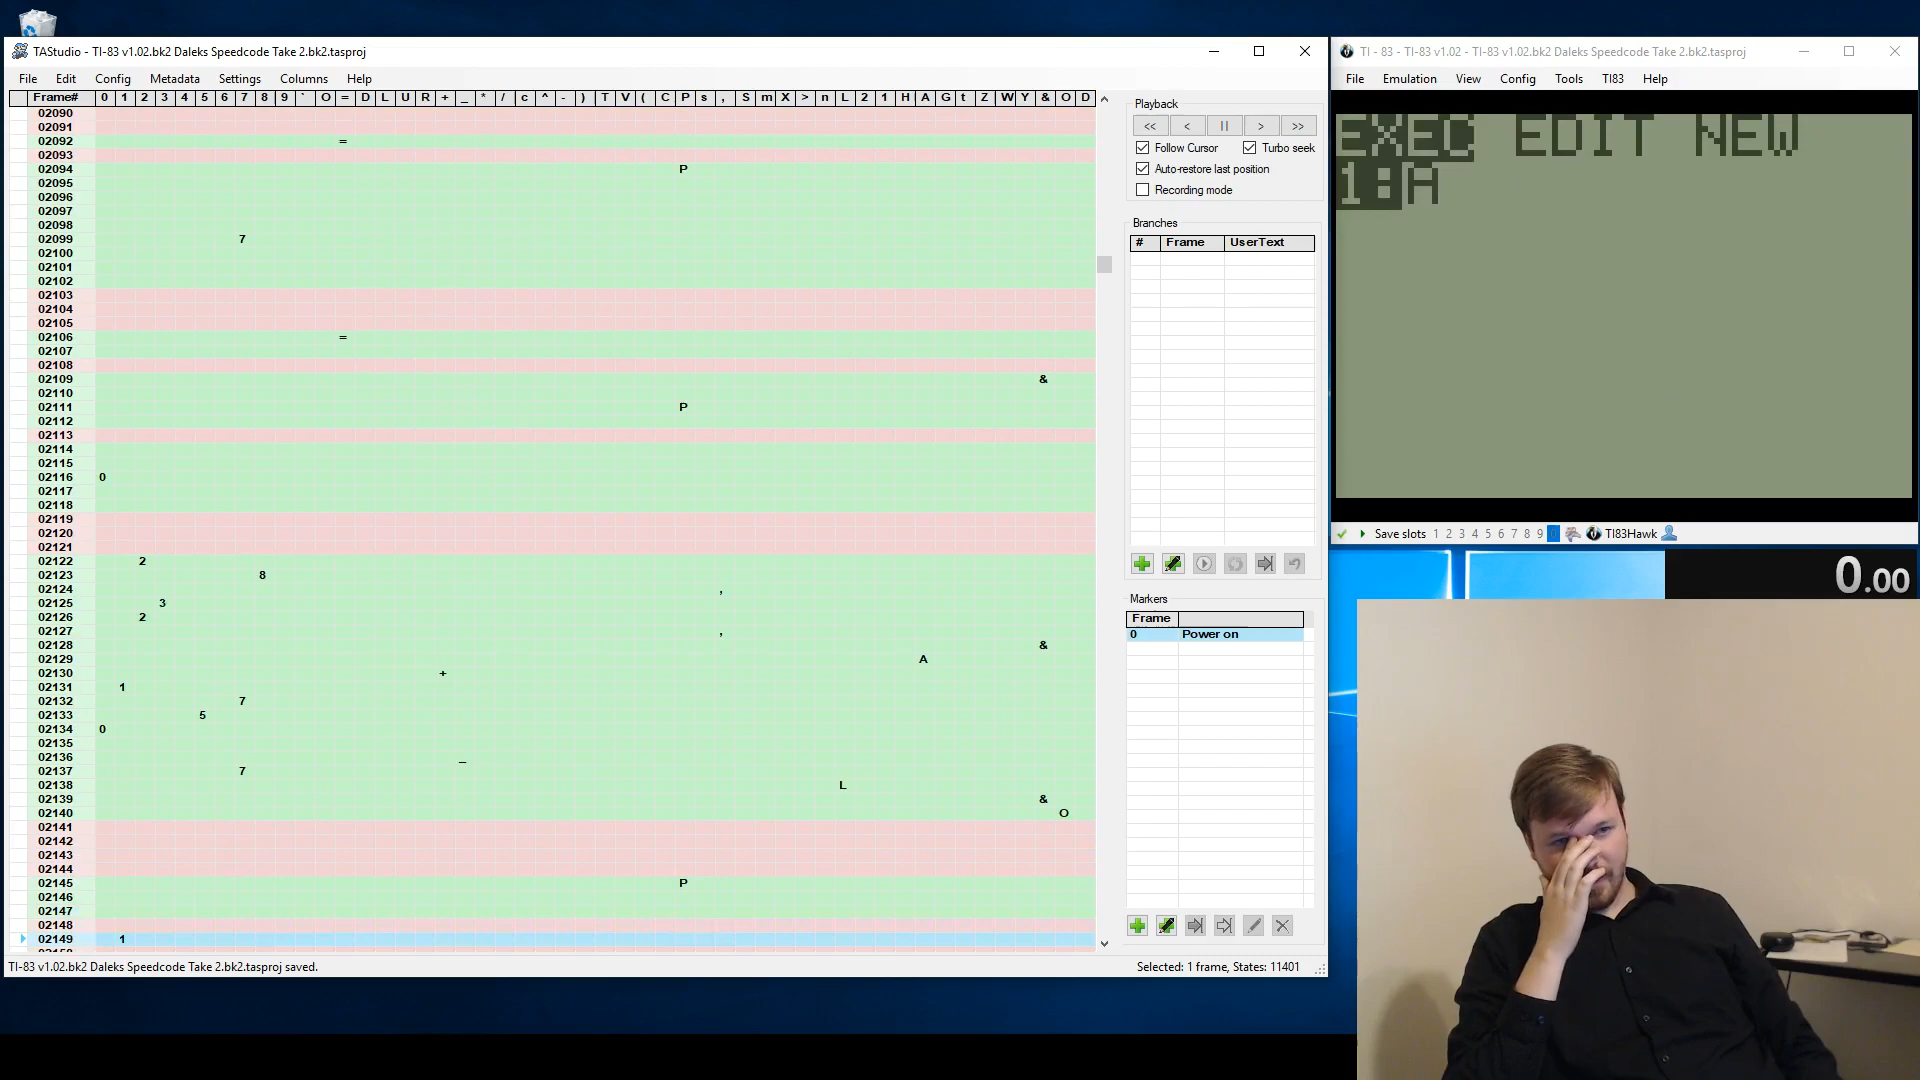 TAStudio - TI-83 v1.02.bk2 Daleks Speedcode Take 2.bk2.tasproj
File Edit Config Metadata Settings Columns Help
Frame# 0 1 2 3 4 5 6 7 8 9 ` O = D L U R + _ * / c ^ - ) T V ( C P s , S m X > n L 2 1 H A G t Z W Y & O D
02090
02091
02092 =
02093
02094 P
02095
02096
02097
02098
02099 7
02100
02101
02102
02103
02104
02105
02106 =
02107
02108
02109 &
02110
02111 P
02112
02113
02114
02115
02116 0
02117
02118
02119
02120
02121
02122 2
02123 8
02124 ,
02125 3
02126 2
02127 ,
02128 &
02129 A
02130 +
02131 1
02132 7
02133 5
02134 0
02135
02136 _
02137 7
02138 L
02139 &
02140 O
02141
02142
02143
02144
02145 P
02146
02147
02148
02149 1
TI-83 v1.02.bk2 Daleks Speedcode Take 2.bk2.tasproj saved.
Selected: 1 frame, States: 11401
Playback
<< < || > >>
Follow Cursor Turbo seek
Auto-restore last position
Recording mode
Branches
# Frame UserText
Markers
Frame
0 Power on
TI - 83 - TI-83 v1.02 - TI-83 v1.02.bk2 Daleks Speedcode Take 2.bk2.tasproj
File Emulation View Config Tools TI83 Help
EXEC EDIT NEW
1:A
Save slots 1 2 3 4 5 6 7 8 9 0 TI83Hawk
0.00